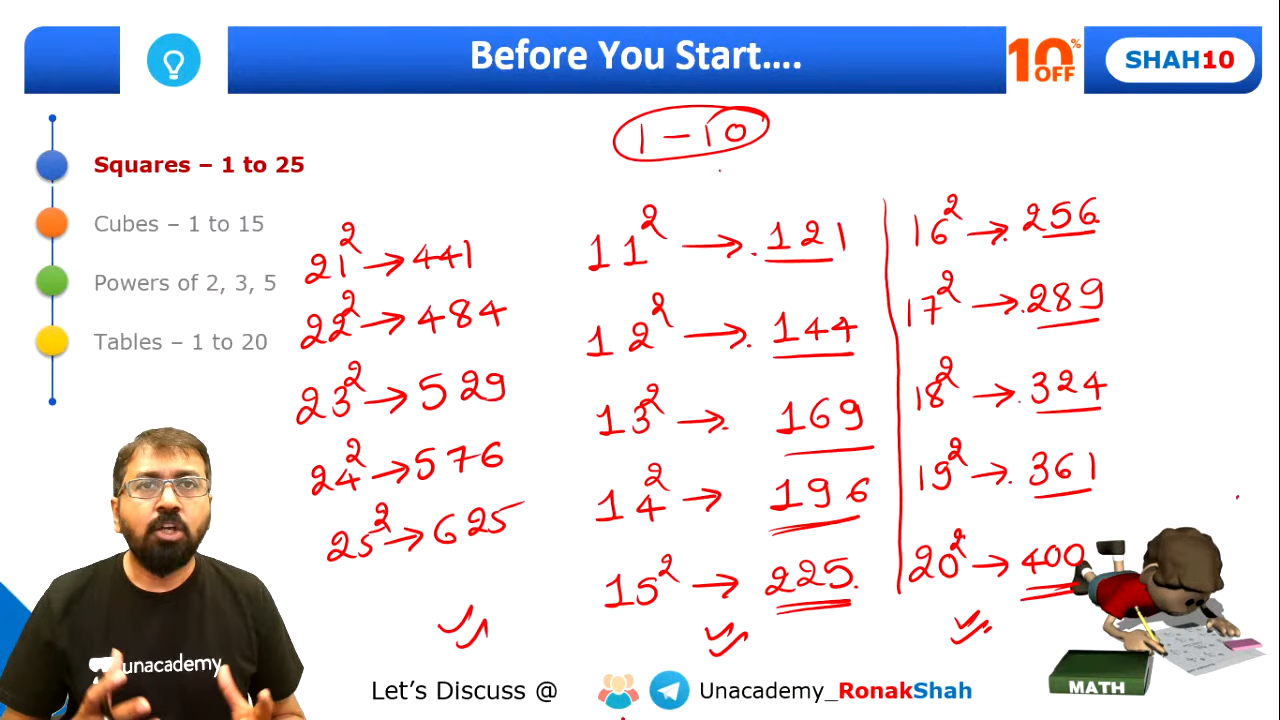 Before You Start....
10% OFF
SHAH10
Squares – 1 to 25
Cubes – 1 to 15
Powers of 2, 3, 5
Tables – 1 to 20
1 – 10
21² → 441
22² → 484
23² → 529
24² → 576
25² → 625
11² → 121
12² → 144
13² → 169
14² → 196
15² → 225
16² → 256
17² → 289
18² → 324
19² → 361
20² → 400
unacademy
MATH
Let’s Discuss @ Unacademy_RonakShah